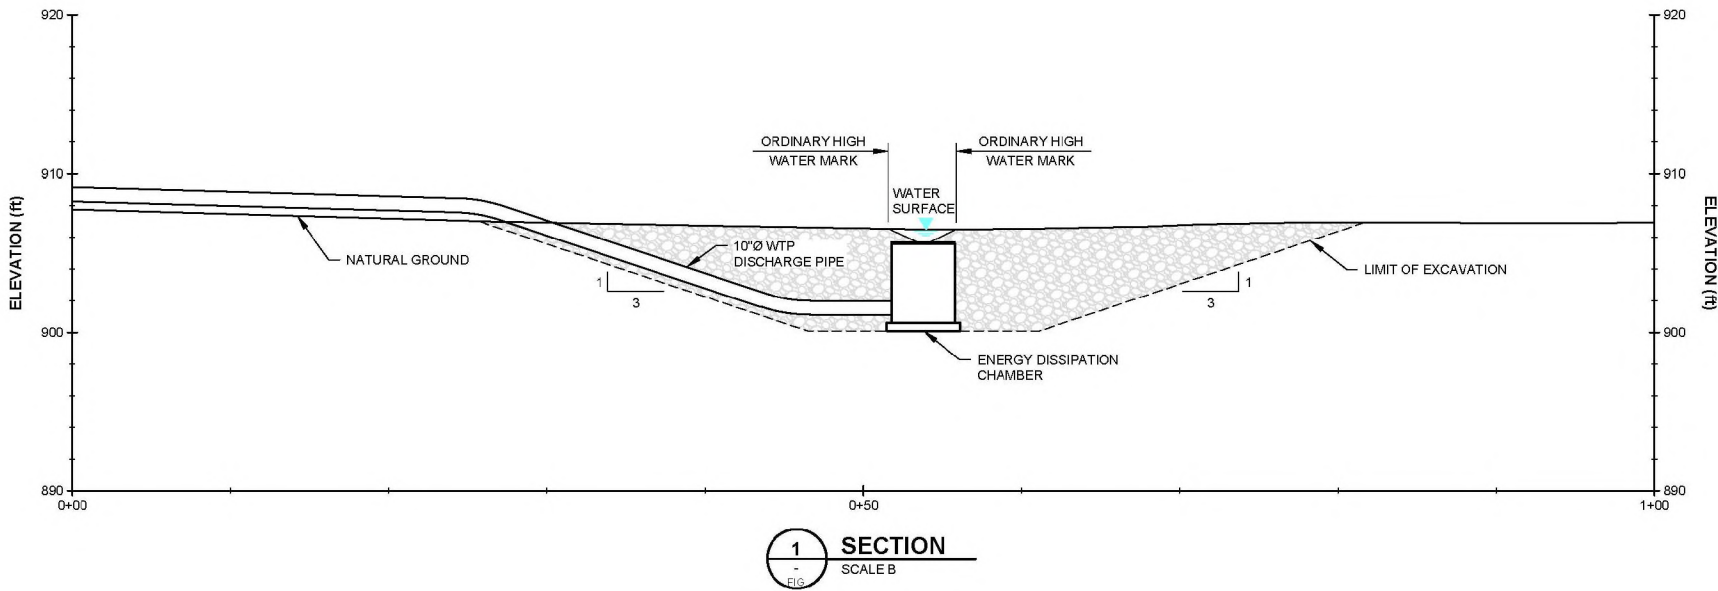 920
920
ORDINARY HIGH
WATER MARK
ORDINARY HIGH
WATER MARK
910
910
WATER
SURFACE
ELEVATION (ft)
ELEVATION (ft)
10"Ø WTP
DISCHARGE PIPE
NATURAL GROUND
LIMIT OF EXCAVATION
1
3
1
3
900
900
ENERGY DISSIPATION
CHAMBER
890
890
0+00
0+50
1+00
1
-
FIG
SECTION
SCALE B